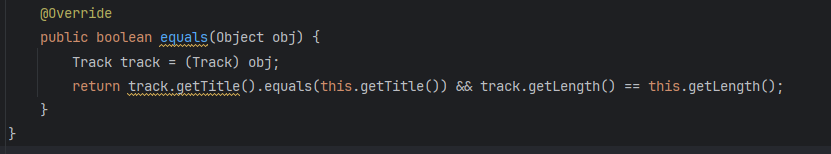 @Override
public boolean equals(Object obj) {
Track track = (Track) obj;
return track.getTitle().equals(this.getTitle()) && track.getLength() == this.getLength();
}
}